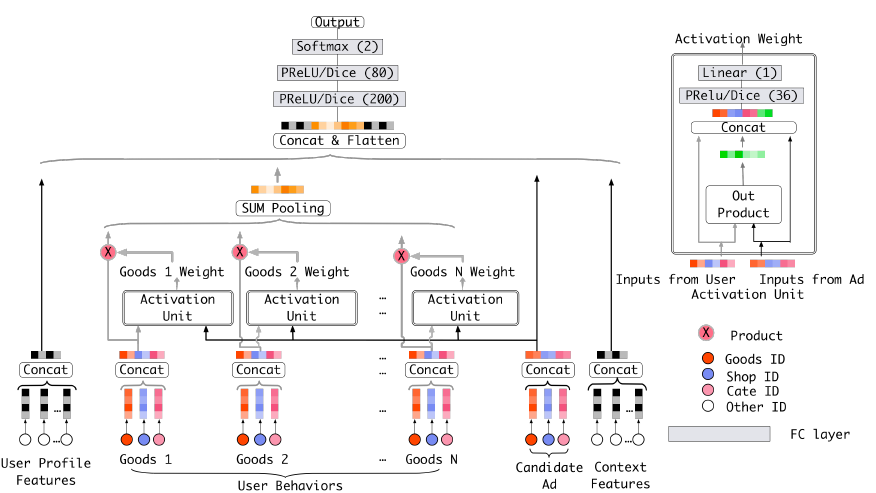 Output
Softmax (2)
PReLU/Dice (80)
PReLU/Dice (200)
Concat & Flatten
SUM Pooling
X
X
X
Goods 1 Weight
Goods 2 Weight
Goods N Weight
Activation
Unit
Activation
Unit
...
...
Activation
Unit
Concat
Concat
Concat
...
...
Concat
Concat
Concat
...
...
...
...
User Profile
Features
Goods 1
Goods 2
...
Goods N
User Behaviors
Candidate
Ad
Context
Features
Activation Weight
Linear (1)
PRelu/Dice (36)
Concat
Out
Product
Inputs from User
Inputs from Ad
Activation Unit
X
Product
Goods ID
Shop ID
Cate ID
Other ID
FC layer